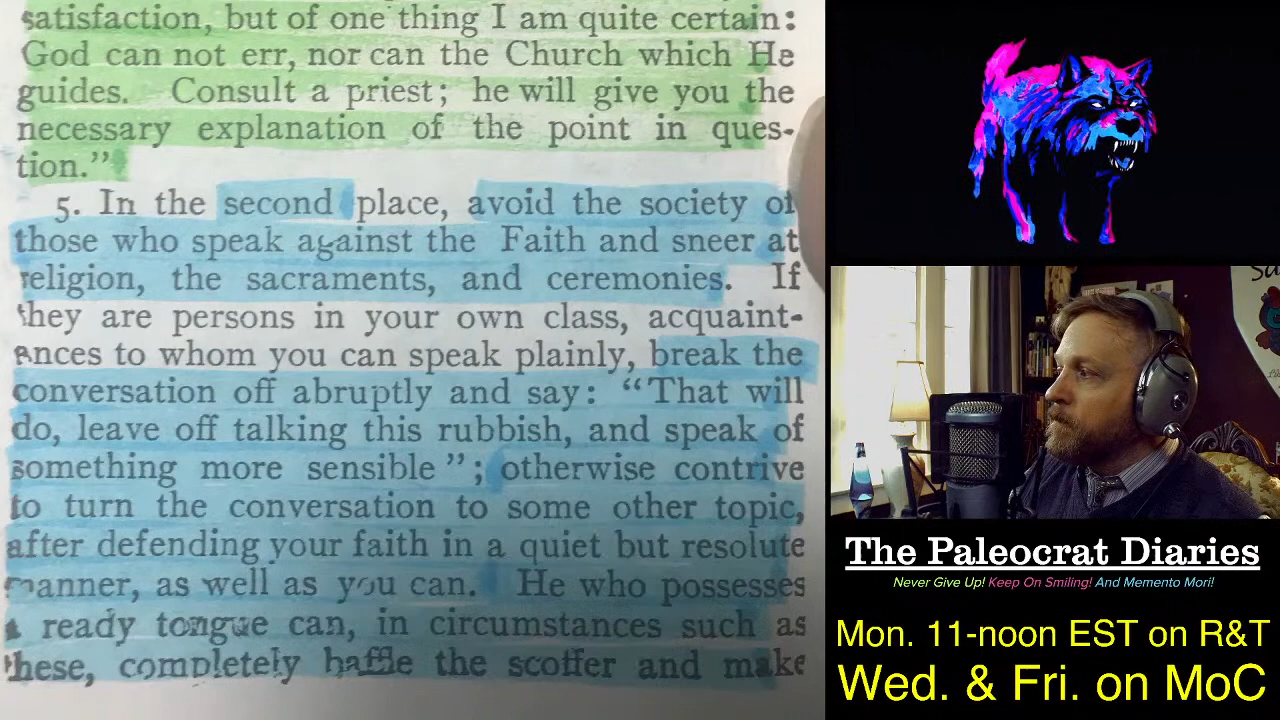 satisfaction, but of one thing I am quite certain:
God can not err, nor can the Church which He
guides. Consult a priest; he will give you the
necessary explanation of the point in ques-
tion.”
5. In the second place, avoid the society of
those who speak against the Faith and sneer at
religion, the sacraments, and ceremonies. If
they are persons in your own class, acquaint-
ances to whom you can speak plainly, break the
conversation off abruptly and say: “That will
do, leave off talking this rubbish, and speak of
something more sensible”; otherwise contrive
to turn the conversation to some other topic,
after defending your faith in a quiet but resolute
manner, as well as you can. He who possesses
a ready tongue can, in circumstances such as
these, completely baffle the scoffer and make
The Paleocrat Diaries
Never Give Up! Keep On Smiling! And Memento Mori!
Mon. 11-noon EST on R&T
Wed. & Fri. on MoC